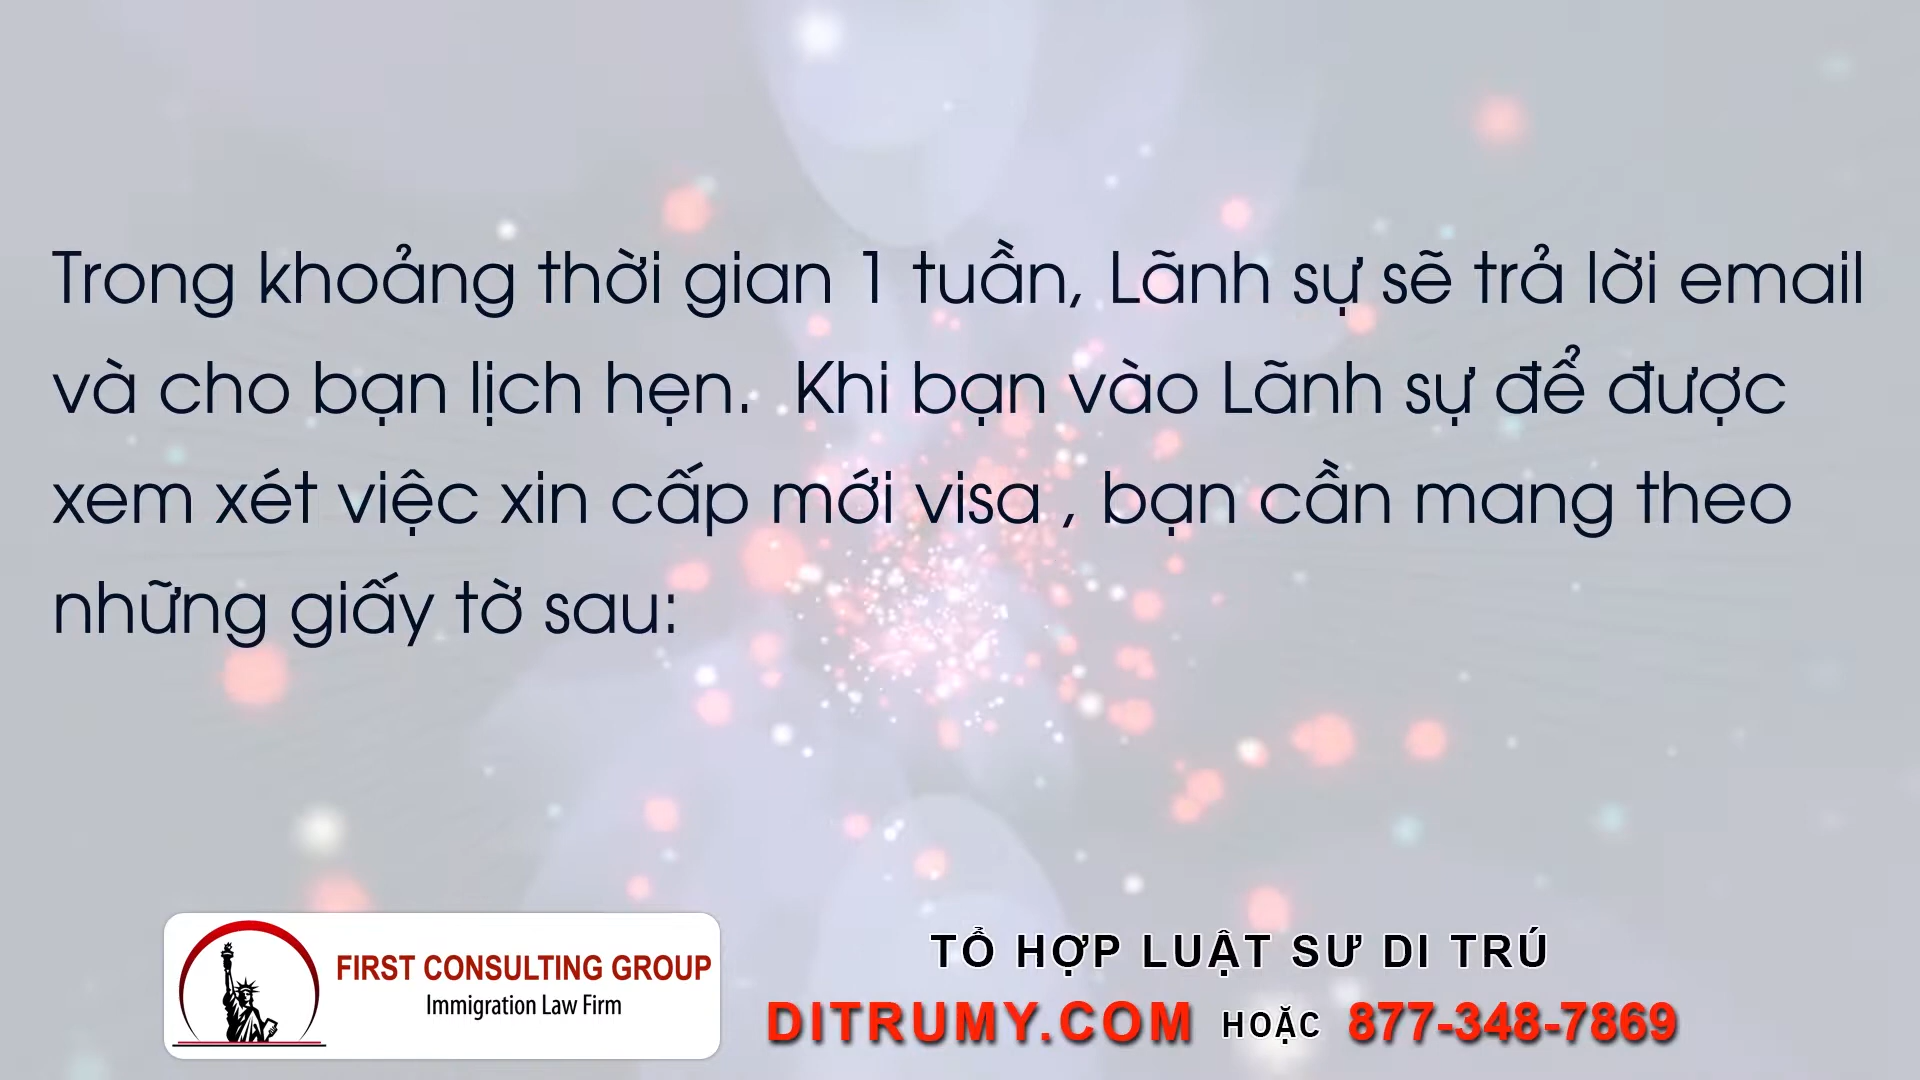 Trong khoảng thời gian 1 tuần, Lãnh sự sẽ trả lời email
và cho bạn lịch hẹn.  Khi bạn vào Lãnh sự để được
xem xét việc xin cấp mới visa , bạn cần mang theo
những giấy tờ sau:
FIRST CONSULTING GROUP
Immigration Law Firm
TỔ HỢP LUẬT SƯ DI TRÚ
DITRUMY.COM HOẶC 877-348-7869